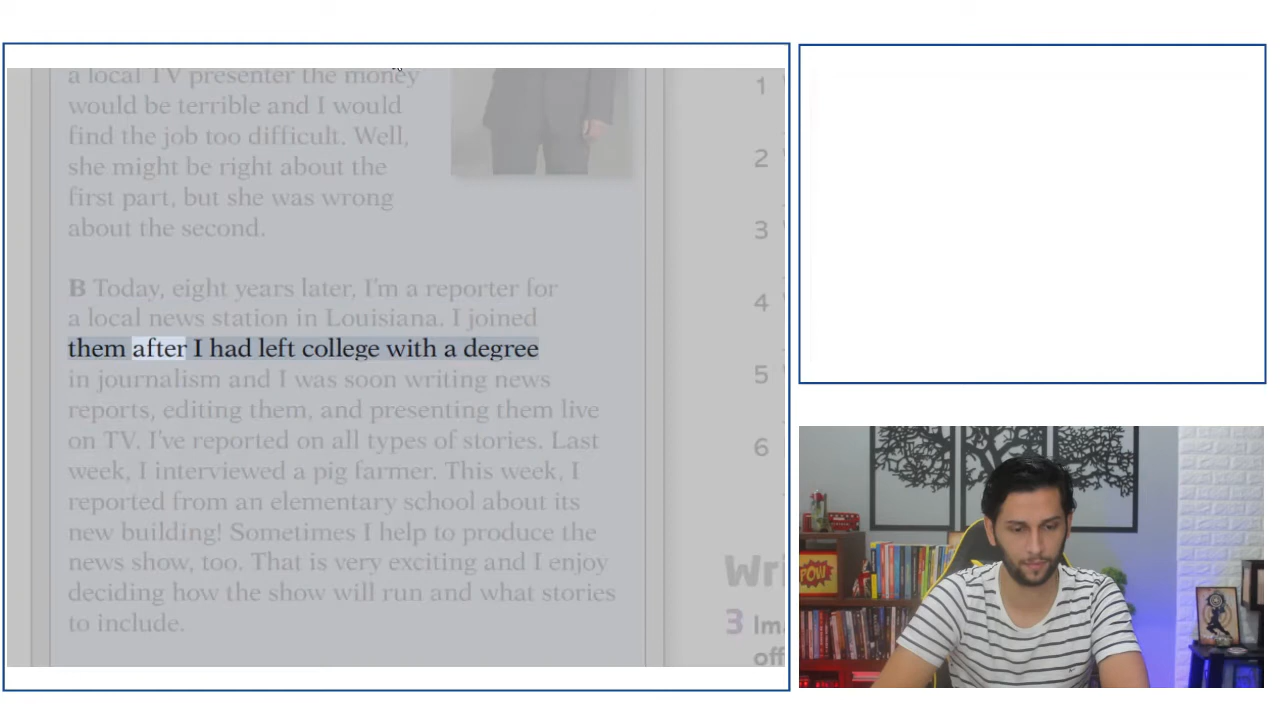 a local TV presenter the money
would be terrible and I would
find the job too difficult. Well,
she might be right about the
first part, but she was wrong
about the second.
B Today, eight years later, I'm a reporter for
a local news station in Louisiana. I joined
them after I had left college with a degree
in journalism and I was soon writing news
reports, editing them, and presenting them live
on TV. I've reported on all types of stories. Last
week, I interviewed a pig farmer. This week, I
reported from an elementary school about its
new building! Sometimes I help to produce the
news show, too. That is very exciting and I enjoy
deciding how the show will run and what stories
to include.
1
2
3
4
5
6
Wri
3 Im
off
POW